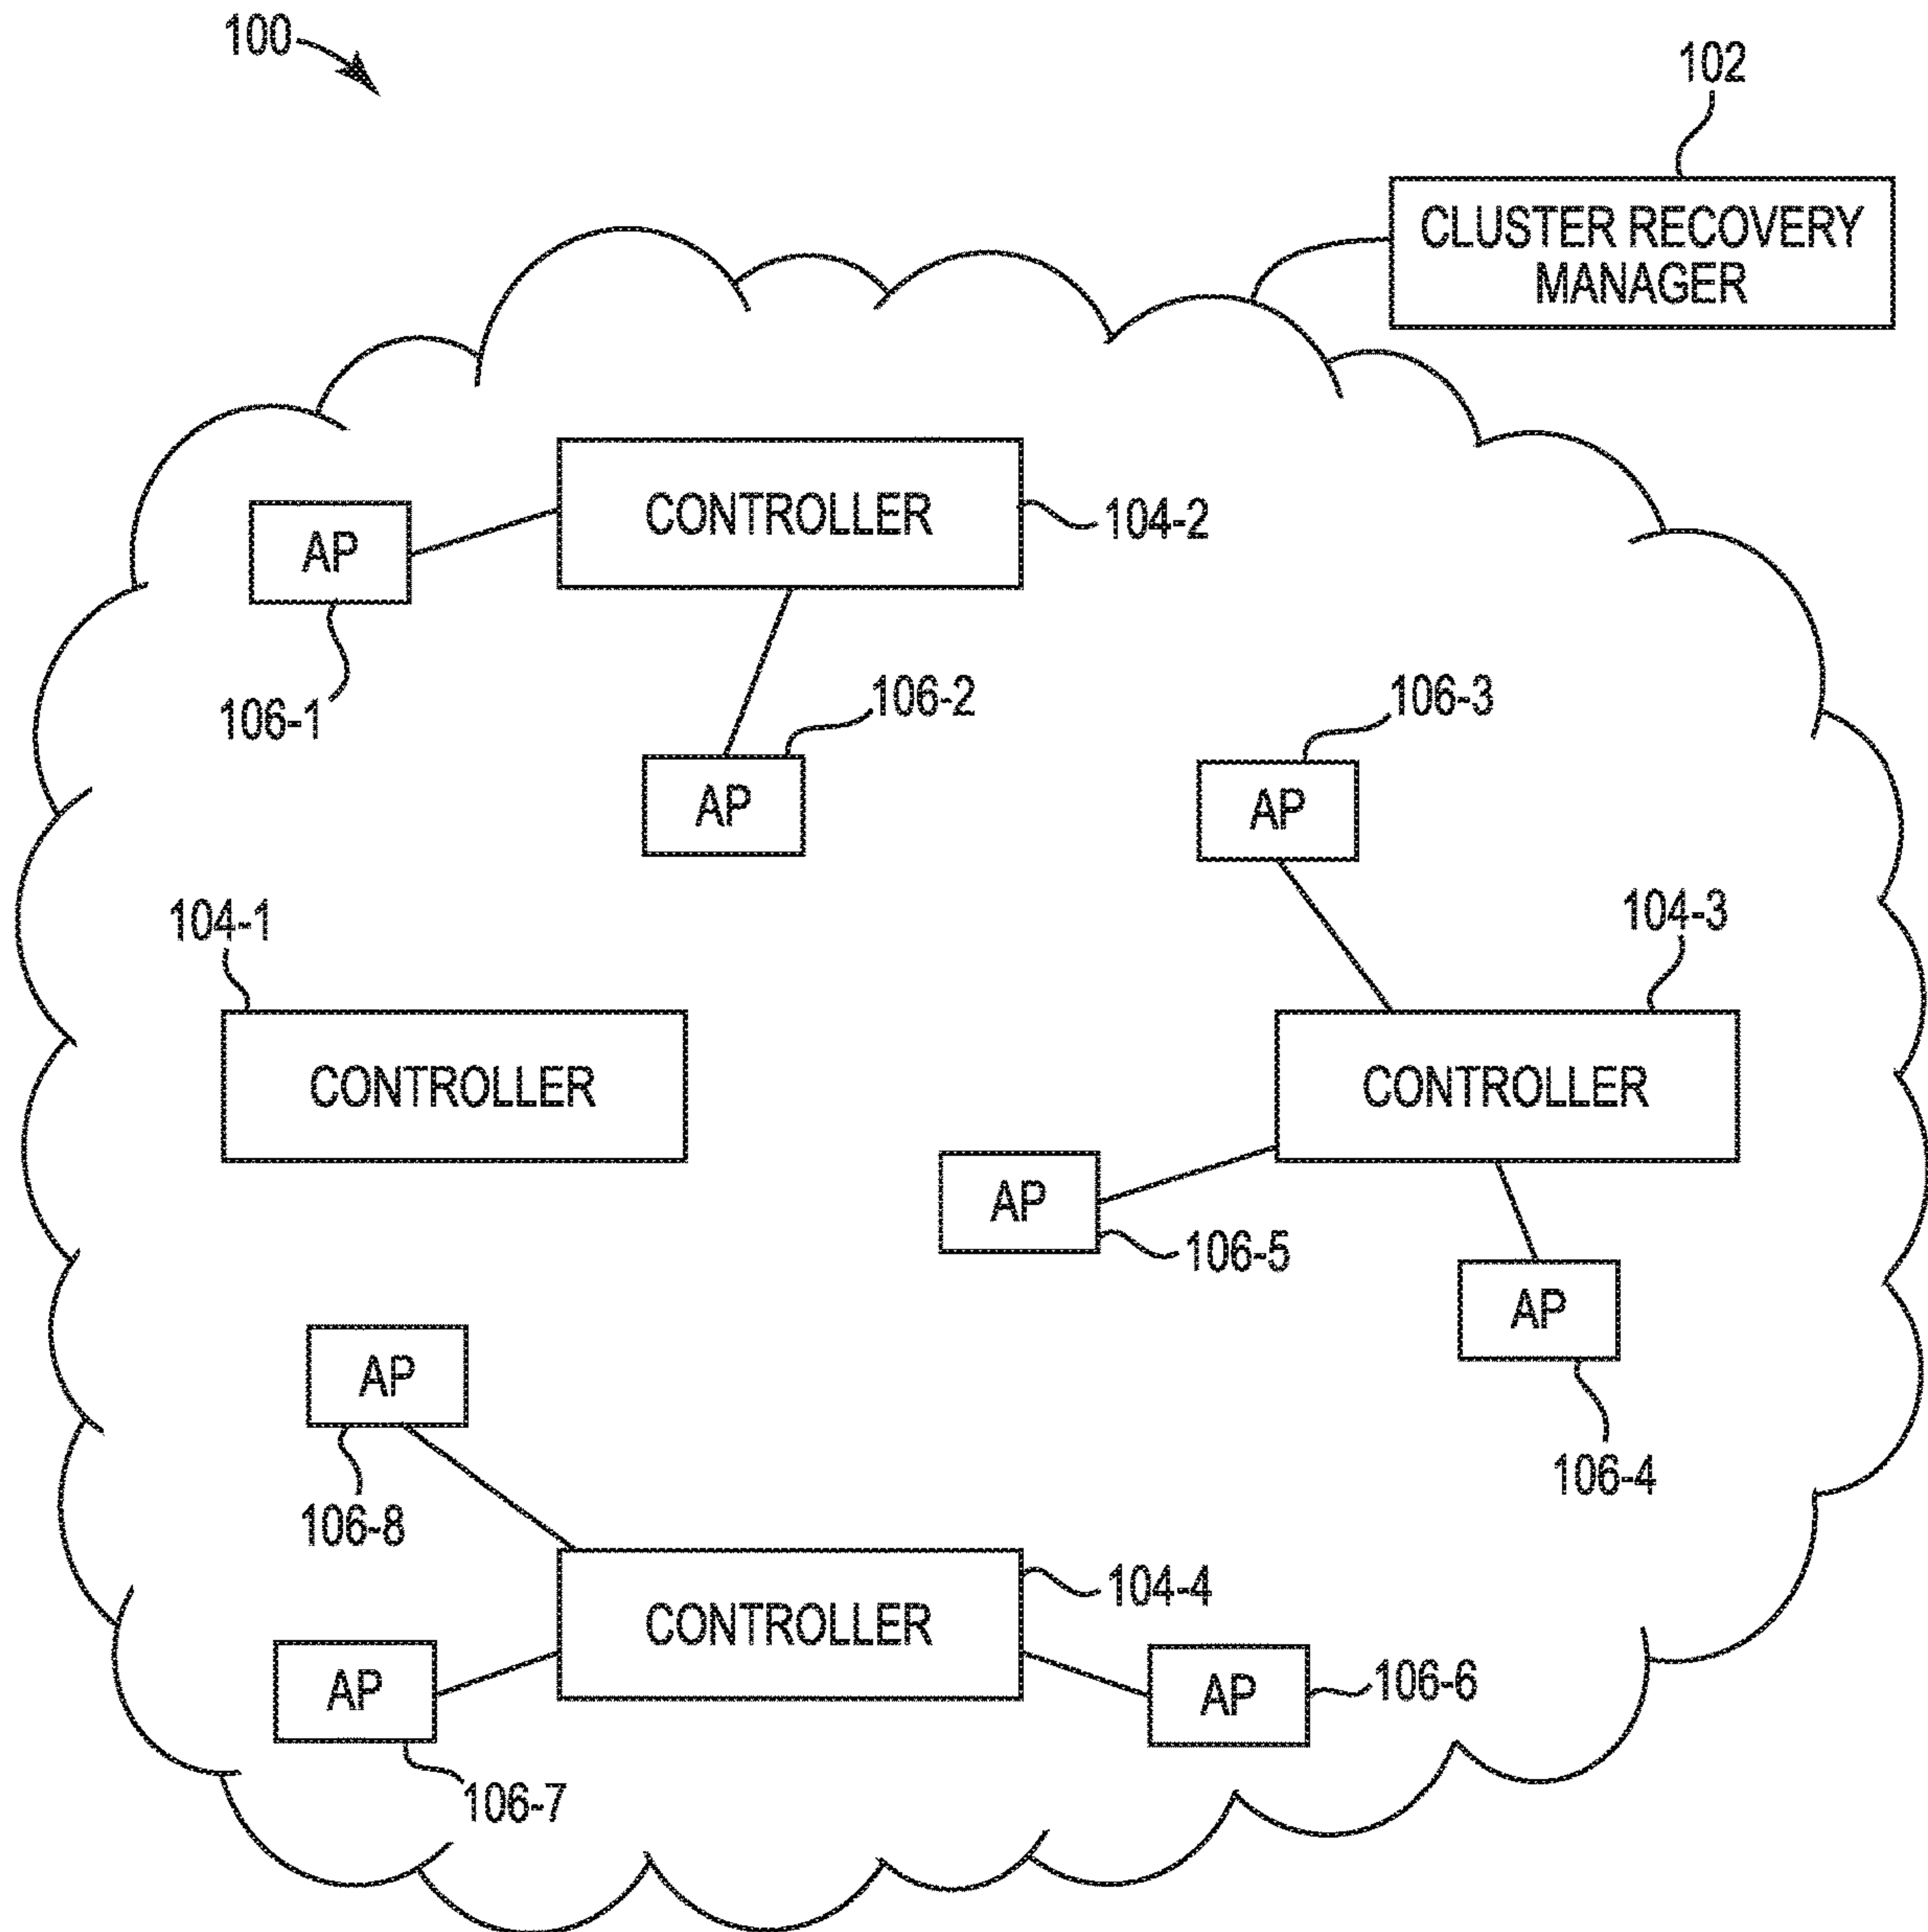 100
102
CLUSTER RECOVERY
MANAGER
CONTROLLER
104-2
AP
106-1
106-2
AP
106-3
AP
104-1
CONTROLLER
104-3
CONTROLLER
AP
106-5
AP
106-4
AP
106-8
CONTROLLER
104-4
AP
106-7
AP
106-6